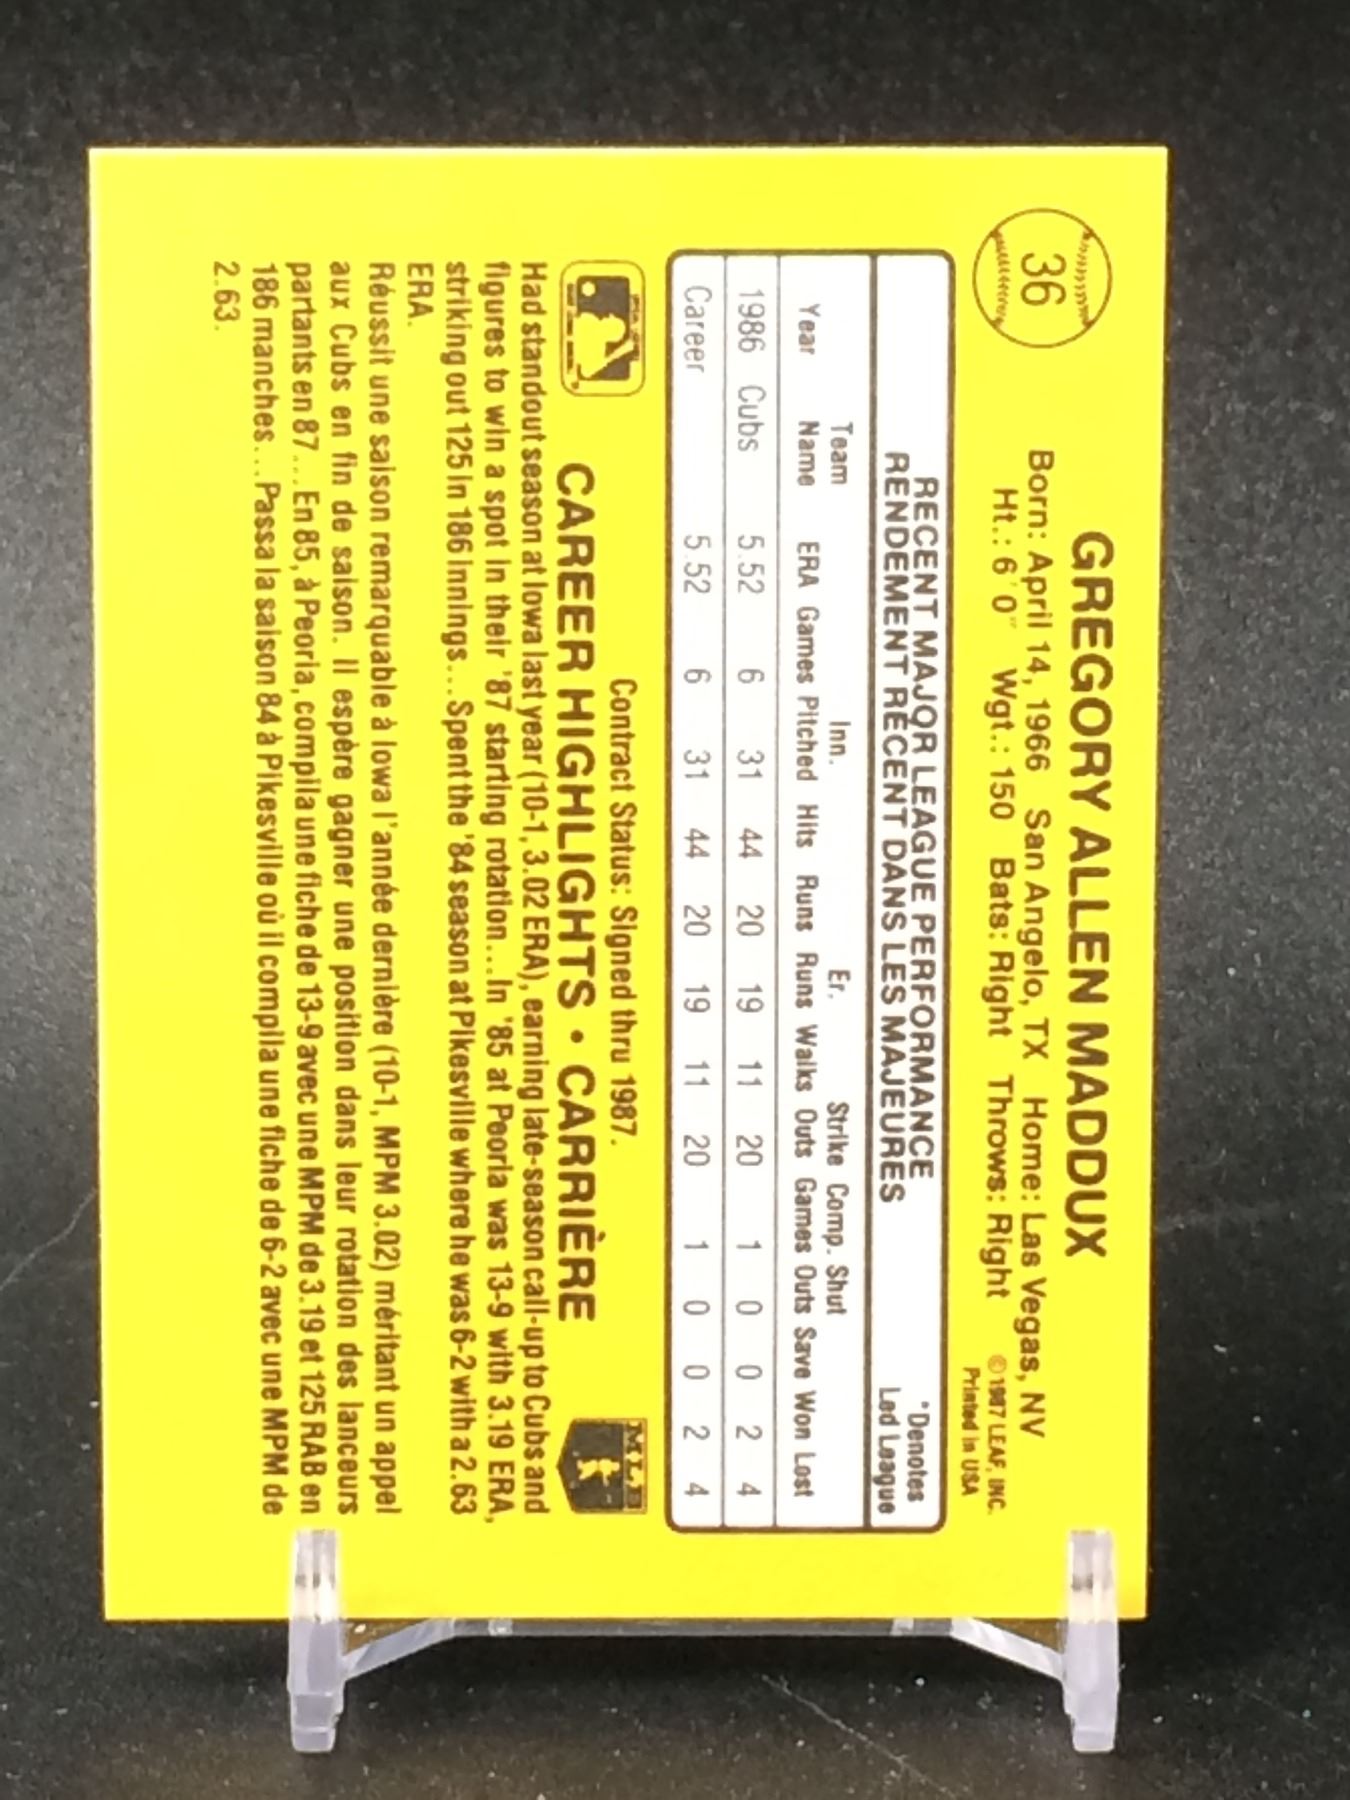 36
GREGORY ALLEN MADDUX
Born: April 14, 1966 San Angelo, TX Home: Las Vegas, NV
Ht.: 6'0" Wgt.: 150 Bats: Right Throws: Right
©1987 LEAF, INC.
Printed in USA
RECENT MAJOR LEAGUE PERFORMANCE
RENDEMENT RÉCENT DANS LES MAJEURES
*Denotes
Led League
Team Inn. Er. Strike Comp. Shut
Year Name ERA Games Pitched Hits Runs Runs Walks Outs Games Outs Save Won Lost
1986 Cubs 5.52 6 31 44 20 19 11 20 1 0 0 2 4
Career 5.52 6 31 44 20 19 11 20 1 0 0 2 4
Contract Status: Signed thru 1987.
CAREER HIGHLIGHTS • CARRIÈRE
MLB
Had standout season at Iowa last year (10-1, 3.02 ERA), earning late-season call-up to Cubs and
figures to win a spot in their '87 starting rotation...In '85 at Peoria was 13-9 with 3.19 ERA,
striking out 125 in 186 innings...Spent the '84 season at Pikesville where he was 6-2 with a 2.63
ERA.
Réussit une saison remarquable à Iowa l'année dernière (10-1, MPM 3.02) méritant un appel
aux Cubs en fin de saison. Il espère gagner une position dans leur rotation des lanceurs
partants en 87...En 85, à Peoria, compila une fiche de 13-9 avec une MPM de 3.19 et 125 RAB en
186 manches...Passa la saison 84 à Pikesville où il compila une fiche de 6-2 avec une MPM de
2.63.